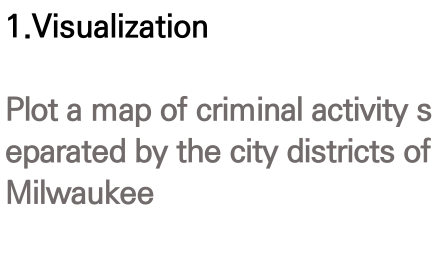 1.Visualization
Plot a map of criminal activity s
eparated by the city districts of
Milwaukee